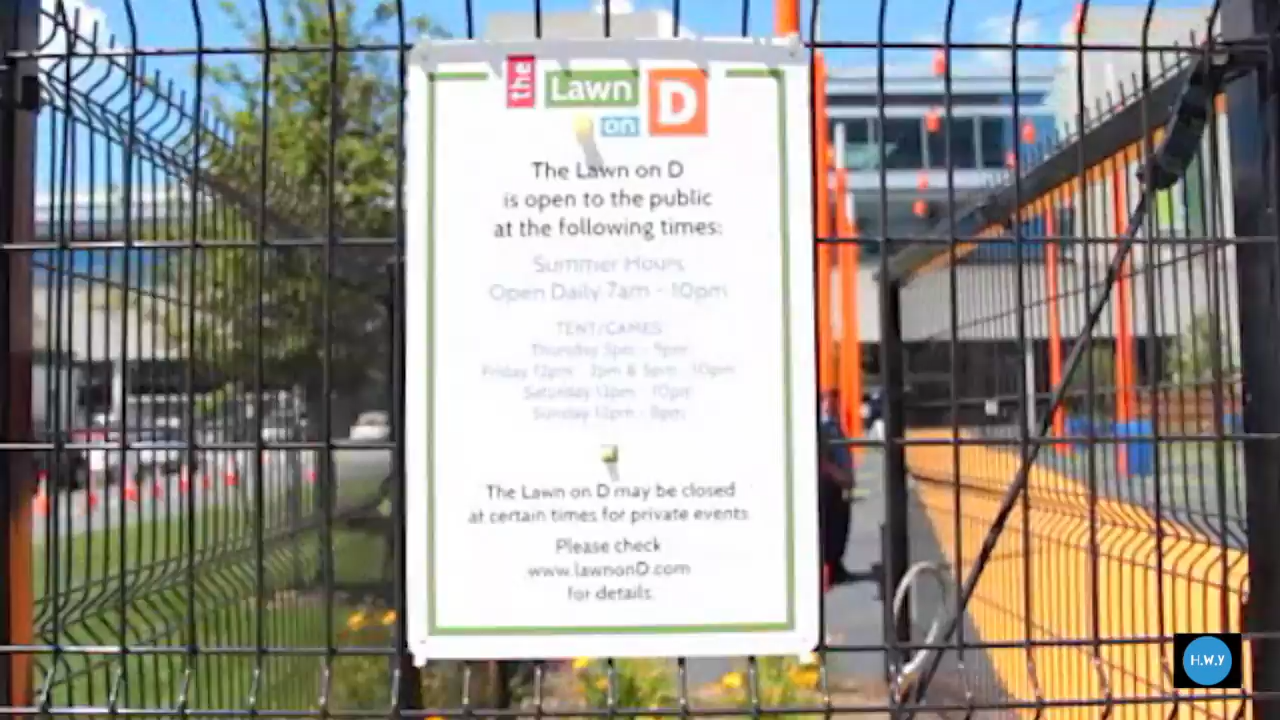 the Lawn on D
The Lawn on D
is open to the public
at the following times:
Summer Hours
Open Daily 7am - 10pm
TENT/GAMES
Thursday 5pm - 9pm
Friday 12pm - 2pm & 5pm - 10pm
Saturday 12pm - 10pm
Sunday 12pm - 8pm
The Lawn on D may be closed
at certain times for private events
Please check
www.lawnonD.com
for details.
H.W.Y